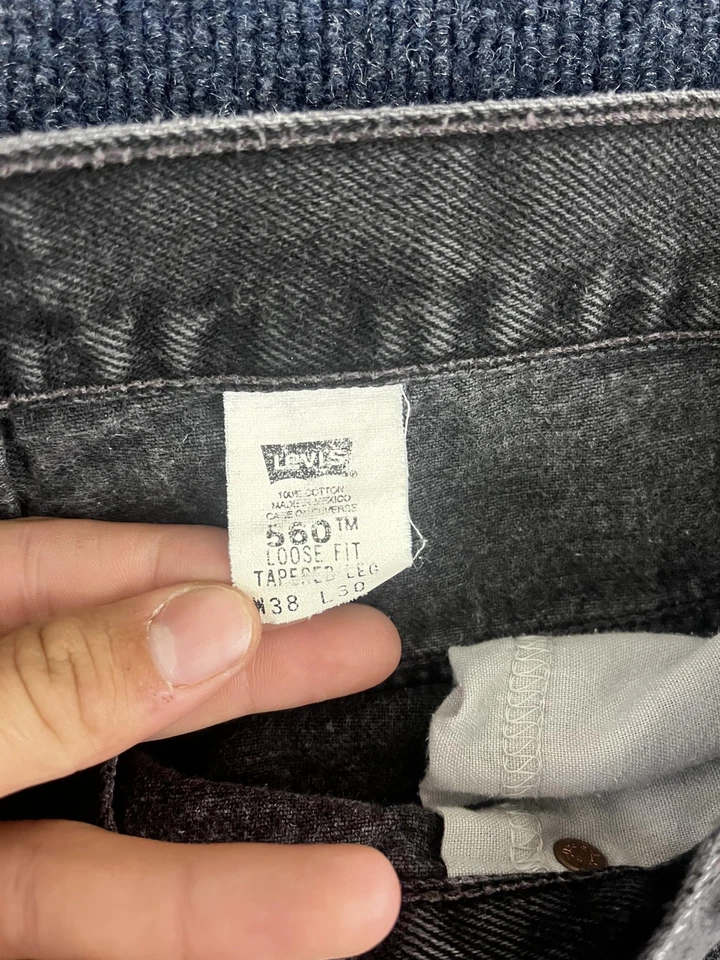 LEVI'S ®
100% COTTON
MADE IN MEXICO
CARE ON REVERSE
560™
LOOSE FIT
TAPERED LEG
W38 L30